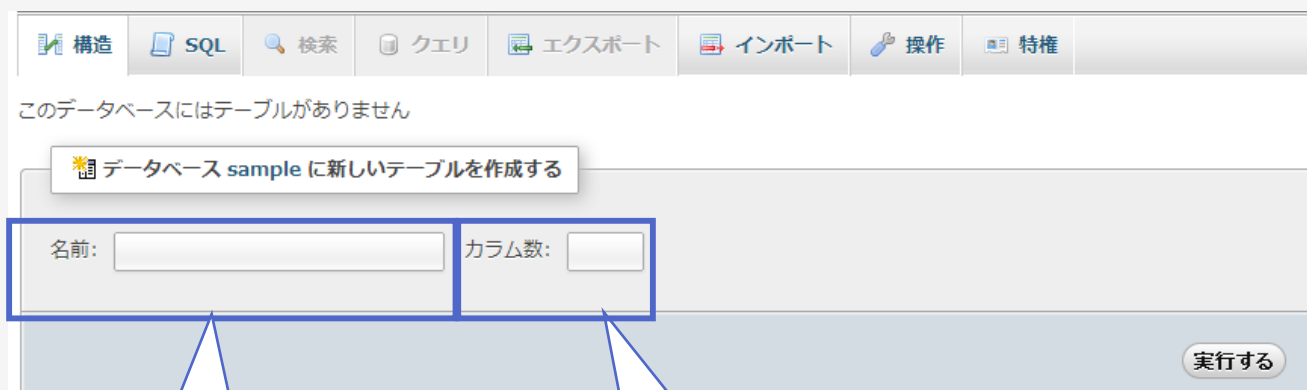 構造 SQL 検索 クエリ エクスポート インポート 操作 特権
このデータベースにはテーブルがありません
データベース sample に新しいテーブルを作成する
名前: カラム数:
実行する